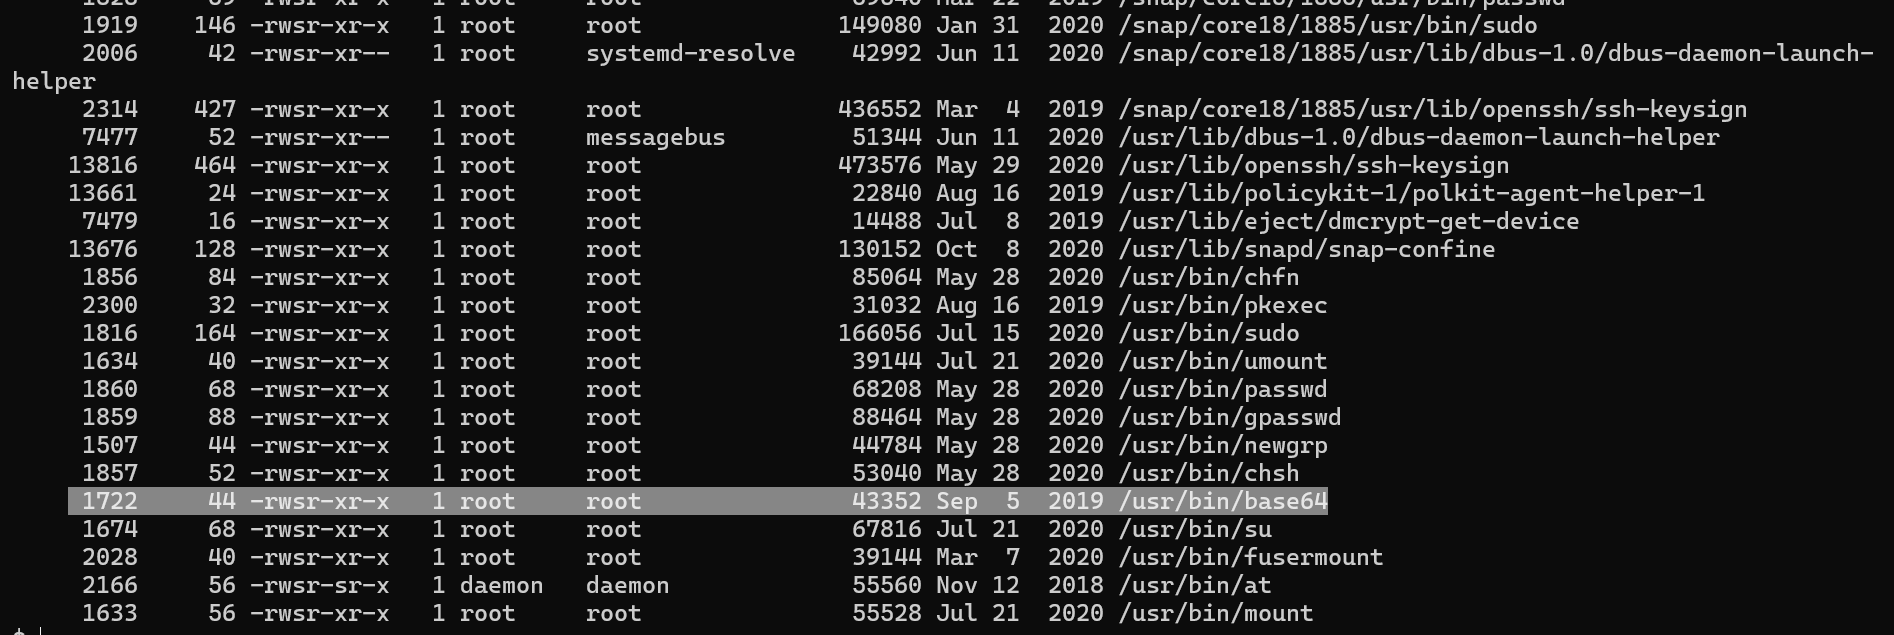 1919 146 -rwsr-xr-x 1 root root 149080 Jan 31 2020 /snap/core18/1885/usr/bin/sudo
2006 42 -rwsr-xr-- 1 root systemd-resolve 42992 Jun 11 2020 /snap/core18/1885/usr/lib/dbus-1.0/dbus-daemon-launch-
helper
2314 427 -rwsr-xr-x 1 root root 436552 Mar 4 2019 /snap/core18/1885/usr/lib/openssh/ssh-keysign
7477 52 -rwsr-xr-- 1 root messagebus 51344 Jun 11 2020 /usr/lib/dbus-1.0/dbus-daemon-launch-helper
13816 464 -rwsr-xr-x 1 root root 473576 May 29 2020 /usr/lib/openssh/ssh-keysign
13661 24 -rwsr-xr-x 1 root root 22840 Aug 16 2019 /usr/lib/policykit-1/polkit-agent-helper-1
7479 16 -rwsr-xr-x 1 root root 14488 Jul 8 2019 /usr/lib/eject/dmcrypt-get-device
13676 128 -rwsr-xr-x 1 root root 130152 Oct 8 2020 /usr/lib/snapd/snap-confine
1856 84 -rwsr-xr-x 1 root root 85064 May 28 2020 /usr/bin/chfn
2300 32 -rwsr-xr-x 1 root root 31032 Aug 16 2019 /usr/bin/pkexec
1816 164 -rwsr-xr-x 1 root root 166056 Jul 15 2020 /usr/bin/sudo
1634 40 -rwsr-xr-x 1 root root 39144 Jul 21 2020 /usr/bin/umount
1860 68 -rwsr-xr-x 1 root root 68208 May 28 2020 /usr/bin/passwd
1859 88 -rwsr-xr-x 1 root root 88464 May 28 2020 /usr/bin/gpasswd
1507 44 -rwsr-xr-x 1 root root 44784 May 28 2020 /usr/bin/newgrp
1857 52 -rwsr-xr-x 1 root root 53040 May 28 2020 /usr/bin/chsh
1722 44 -rwsr-xr-x 1 root root 43352 Sep 5 2019 /usr/bin/base64
1674 68 -rwsr-xr-x 1 root root 67816 Jul 21 2020 /usr/bin/su
2028 40 -rwsr-xr-x 1 root root 39144 Mar 7 2020 /usr/bin/fusermount
2166 56 -rwsr-sr-x 1 daemon daemon 55560 Nov 12 2018 /usr/bin/at
1633 56 -rwsr-xr-x 1 root root 55528 Jul 21 2020 /usr/bin/mount